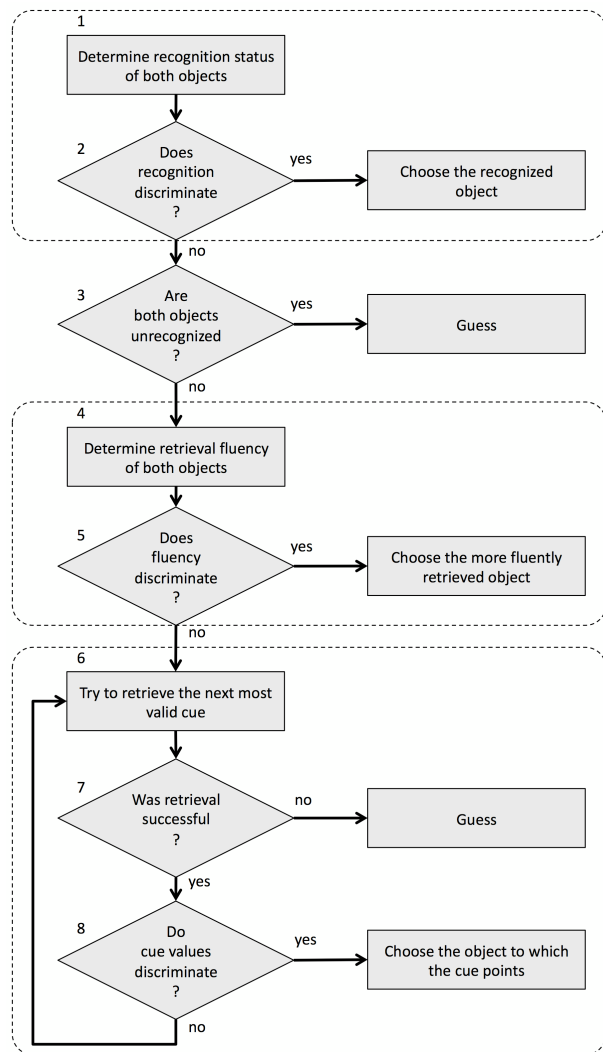 1
Determine recognition status
of both objects
2
Does
recognition
discriminate
?
yes
Choose the recognized
object
no
3
Are
both objects
unrecognized
?
yes
Guess
no
4
Determine retrieval fluency
of both objects
5
Does
fluency
discriminate
?
yes
Choose the more fluently
retrieved object
no
6
Try to retrieve the next most
valid cue
7
Was retrieval
successful
?
no
Guess
yes
8
Do
cue values
discriminate
?
yes
Choose the object to which
the cue points
no